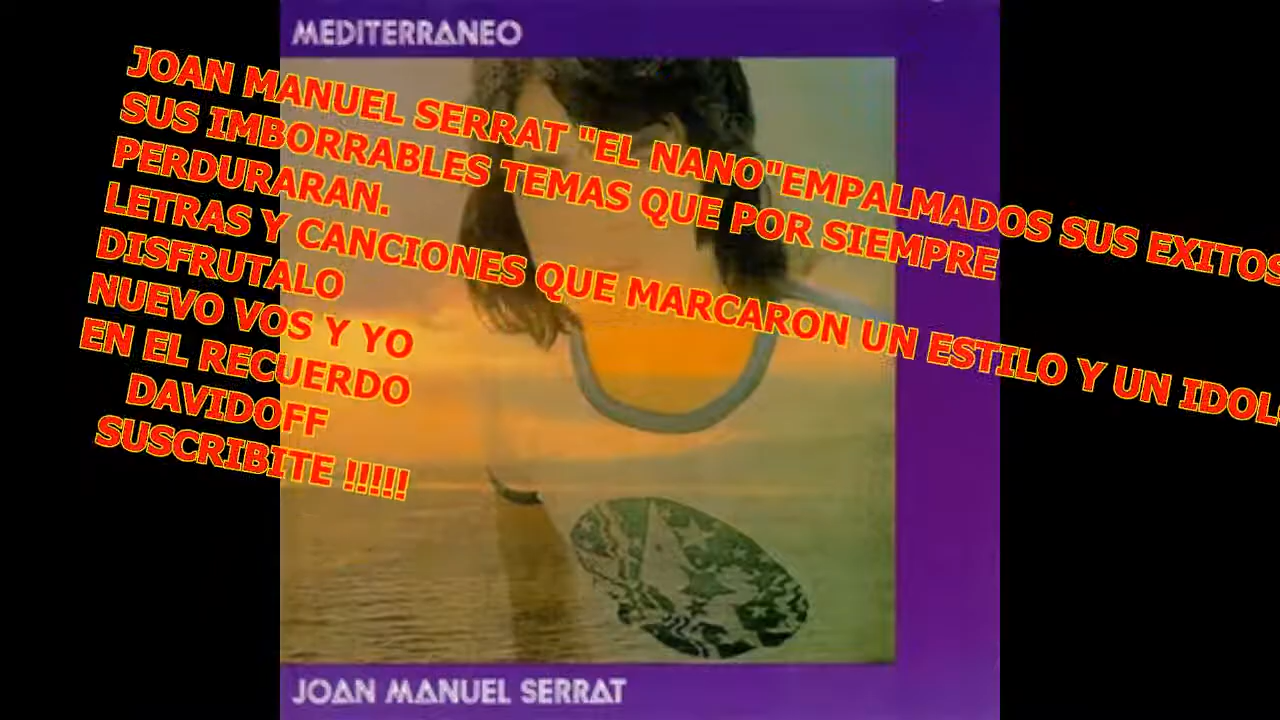 MEDITERRANEO
JOAN MANUEL SERRAT "EL NANO"EMPALMADOS SUS EXITOS
SUS IMBORRABLES TEMAS QUE POR SIEMPRE
PERDURARAN.
LETRAS Y CANCIONES QUE MARCARON UN ESTILO Y UN IDOL
DISFRUTALO
NUEVO VOS Y YO
EN EL RECUERDO
DAVIDOFF
SUSCRIBITE !!!!!
JOAN MANUEL SERRAT